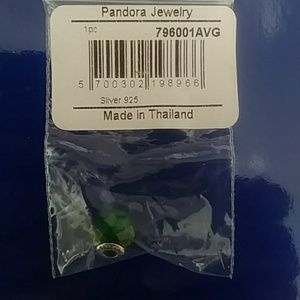 Pandora Jewelry
1pc 796001AVG
5 700302 198966
Silver 925
Made in Thailand